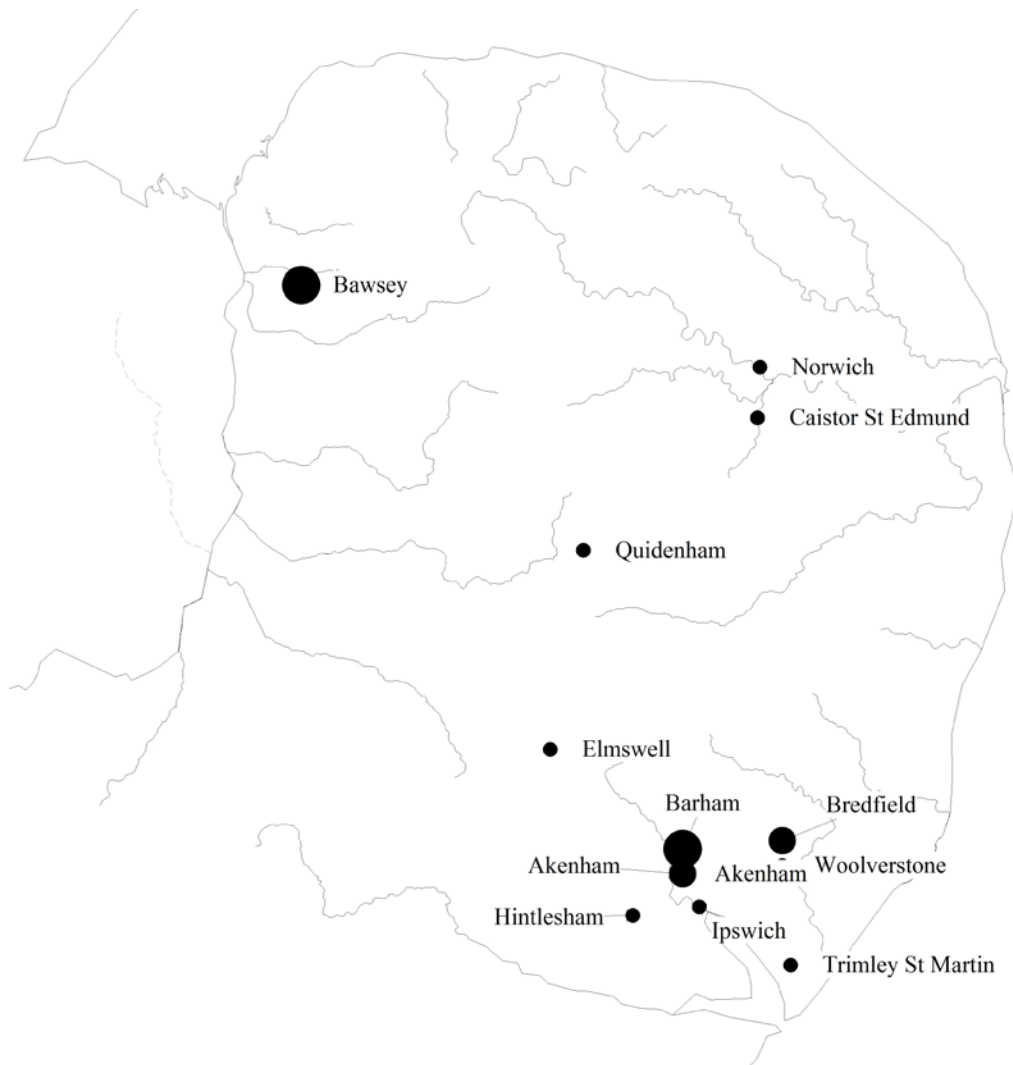 Bawsey
Norwich
Caistor St Edmund
Quidenham
Elmswell
Barham
Bredfield
Akenham
Akenham
Woolverstone
Hintlesham
Ipswich
Trimley St Martin